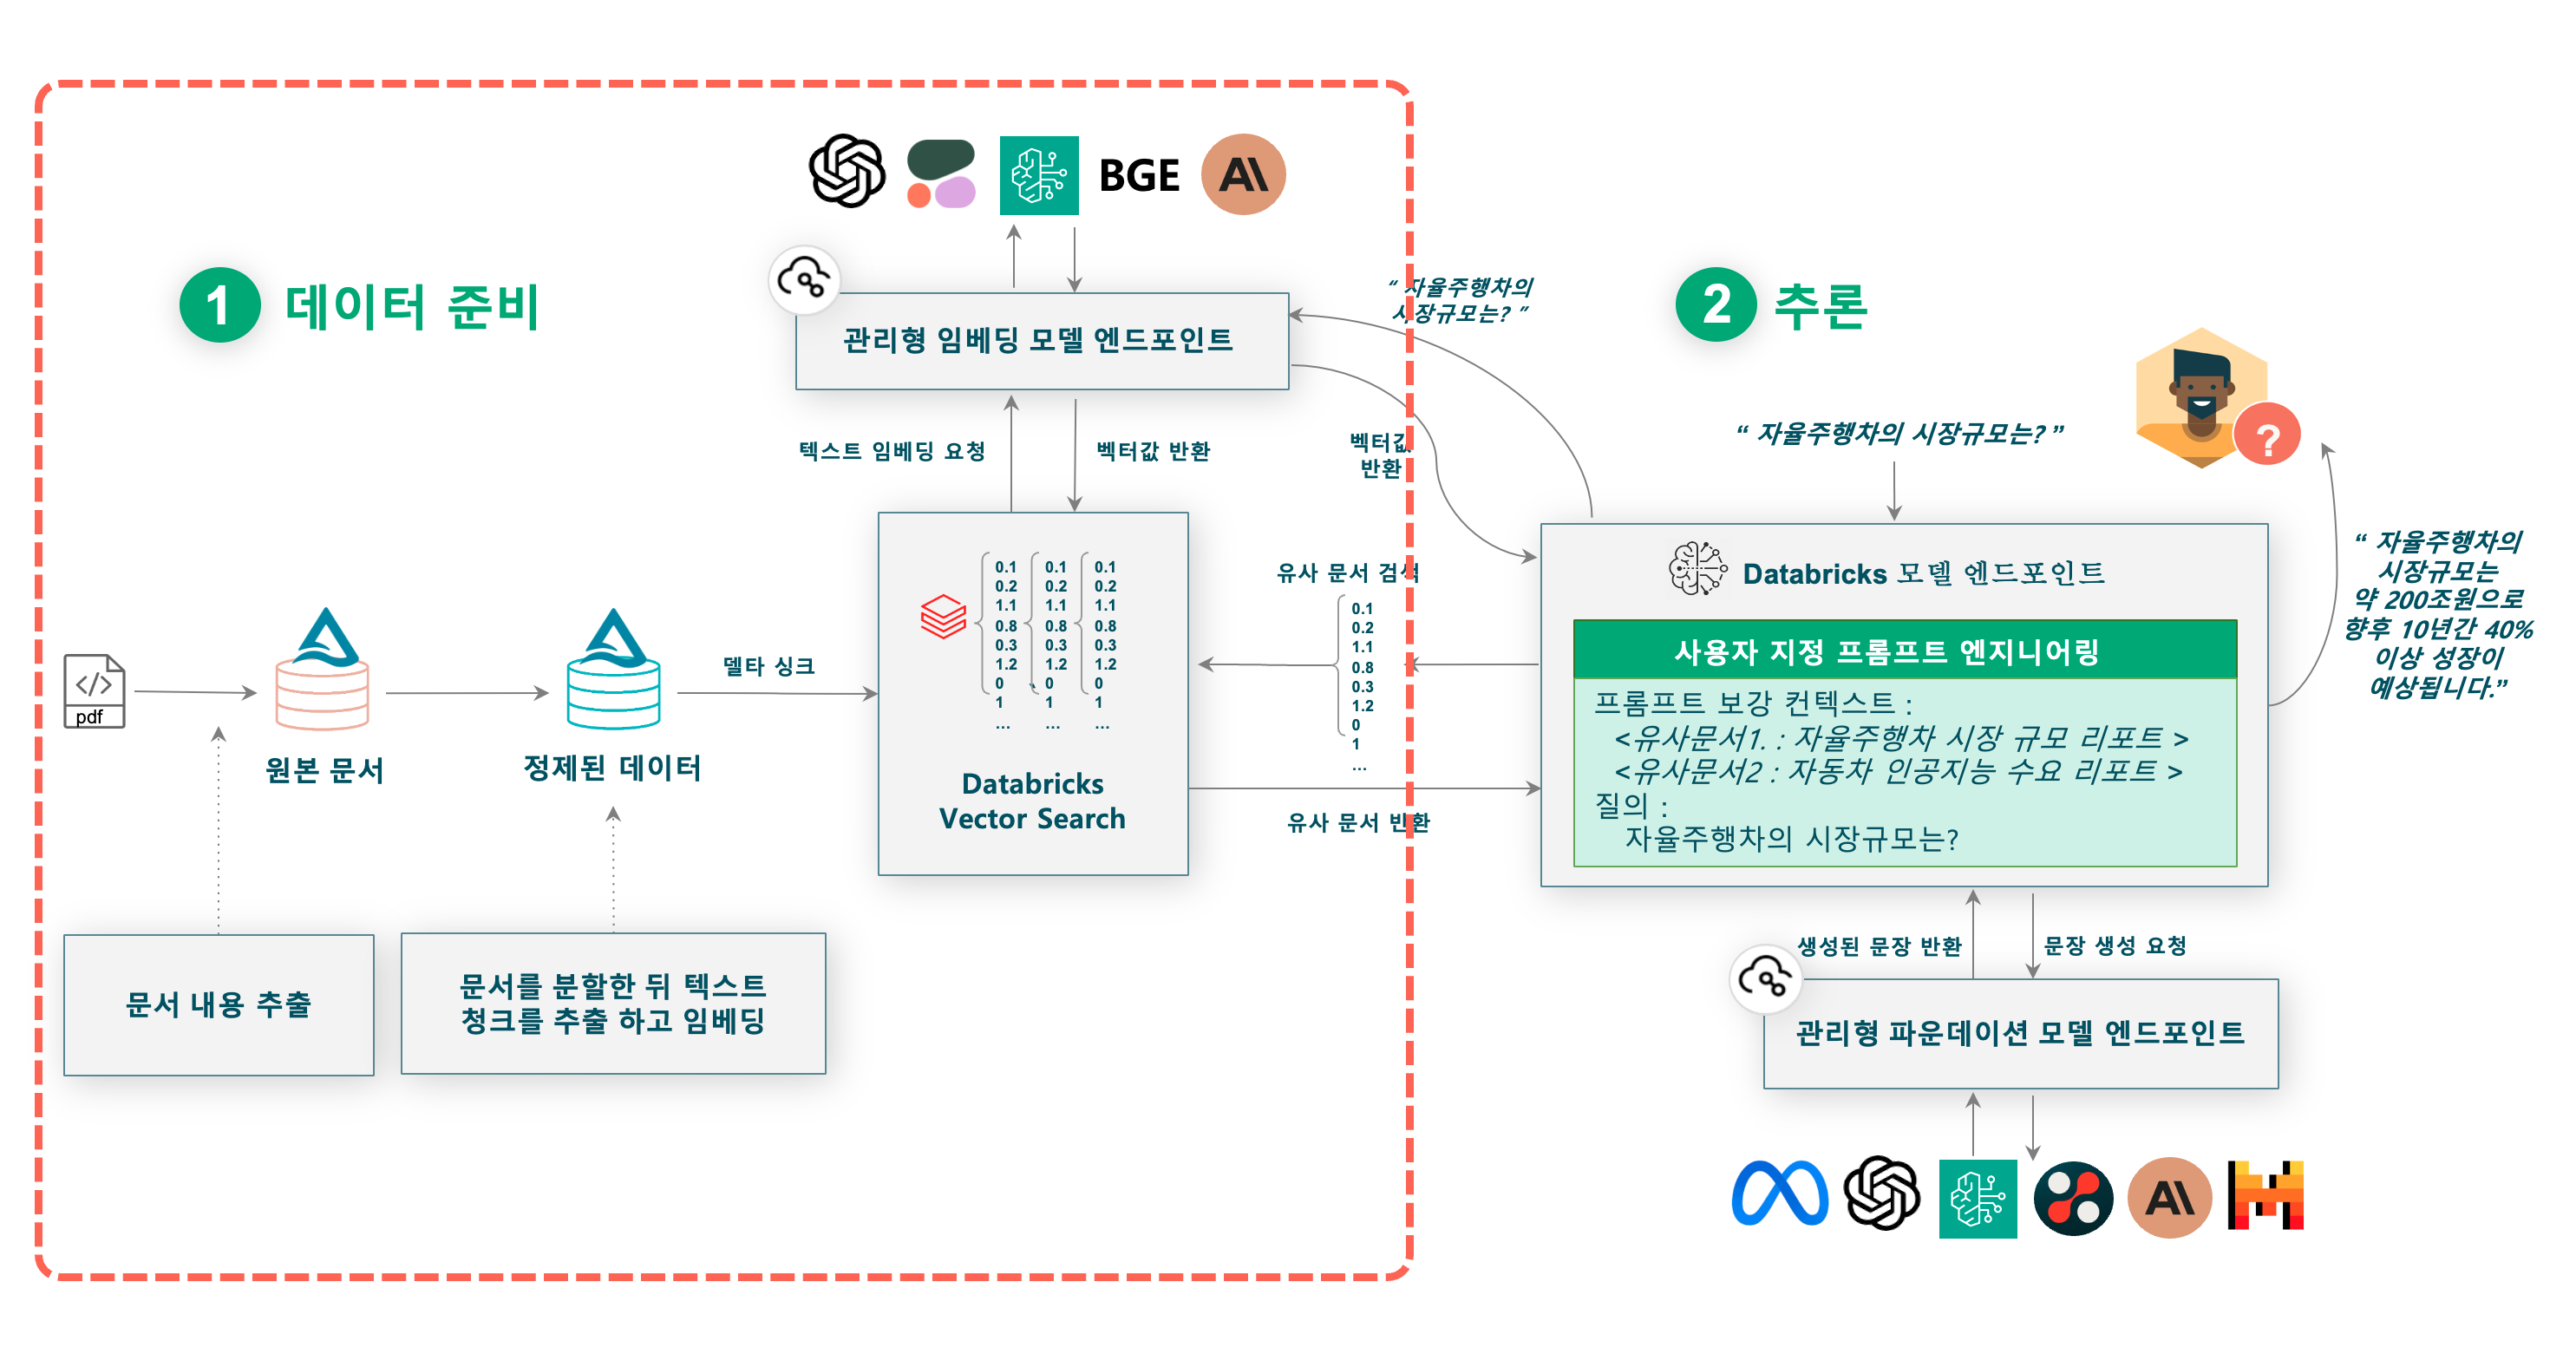 1 데이터 준비
BGE
AI
관리형 임베딩 모델 엔드포인트
텍스트 임베딩 요청
벡터값 반환
pdf
원본 문서
정제된 데이터
델타 싱크
0.1 0.1 0.1
0.2 0.2 0.2
1.1 1.1 1.1
0.8 0.8 0.8
0.3 0.3 0.3
1.2 1.2 1.2
0 0 0
1 1 1
... ... ...
Databricks
Vector Search
문서 내용 추출
문서를 분할한 뒤 텍스트
청크를 추출 하고 임베딩
“ 자율주행차의
시장규모는? ”
벡터값
반환
유사 문서 검색
0.1
0.2
1.1
0.8
0.3
1.2
0
1
...
유사 문서 반환
2 추론
“ 자율주행차의 시장규모는? ”
?
Databricks 모델 엔드포인트
사용자 지정 프롬프트 엔지니어링
프롬프트 보강 컨텍스트 :
<유사문서1. : 자율주행차 시장 규모 리포트 >
<유사문서2 : 자동차 인공지능 수요 리포트 >
질의 :
자율주행차의 시장규모는?
“ 자율주행차의
시장규모는
약 200조원으로
향후 10년간 40%
이상 성장이
예상됩니다.”
생성된 문장 반환
문장 생성 요청
관리형 파운데이션 모델 엔드포인트
AI